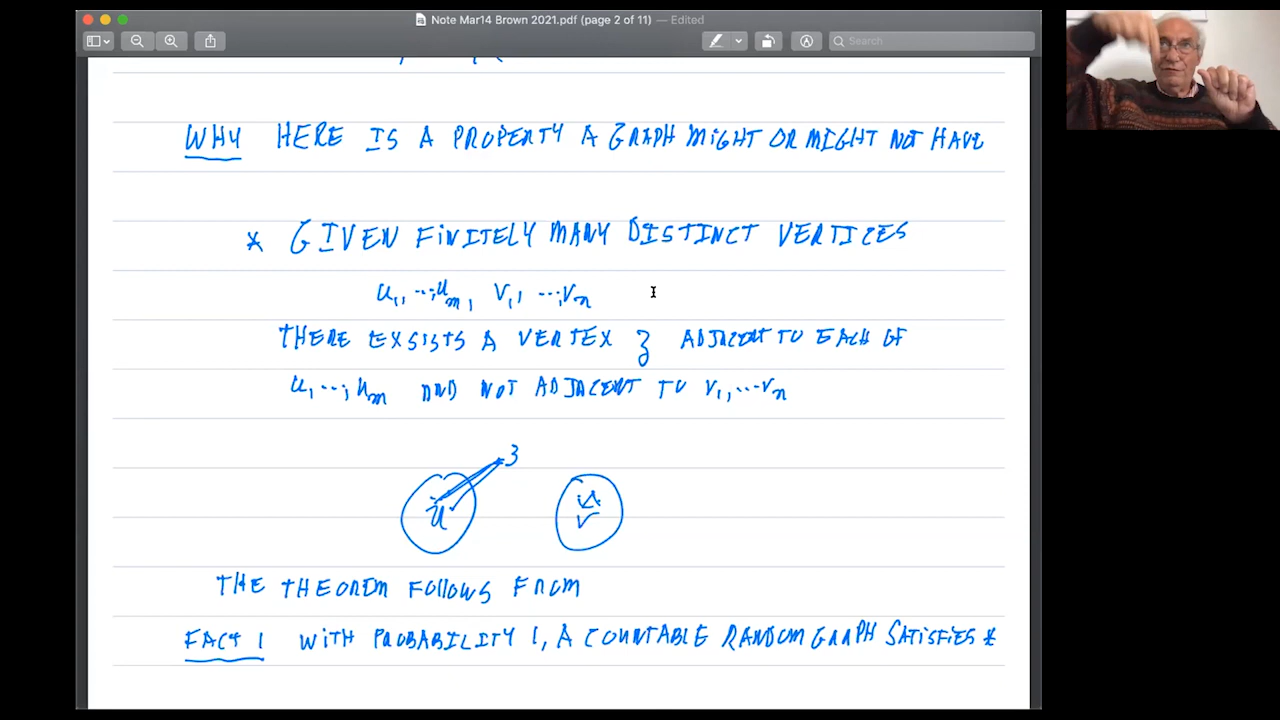 Note Mar14 Brown 2021.pdf (page 2 of 11) — Edited
Search
WHY HERE IS A PROPERTY A GRAPH MIGHT OR MIGHT NOT HAVE
* GIVEN FINITELY MANY DISTINCT VERTICES
u₁, ..., uₘ, v₁, ..., vₙ
THERE EXSISTS A VERTEX z ADJACENT TO EACH OF
u₁, ..., uₘ AND NOT ADJACENT TO v₁, ... vₙ
z
u
v
THE THEOREM FOLLOWS FROM
FACT 1 WITH PROBABILITY 1, A COUNTABLE RANDOM GRAPH SATISFIES *